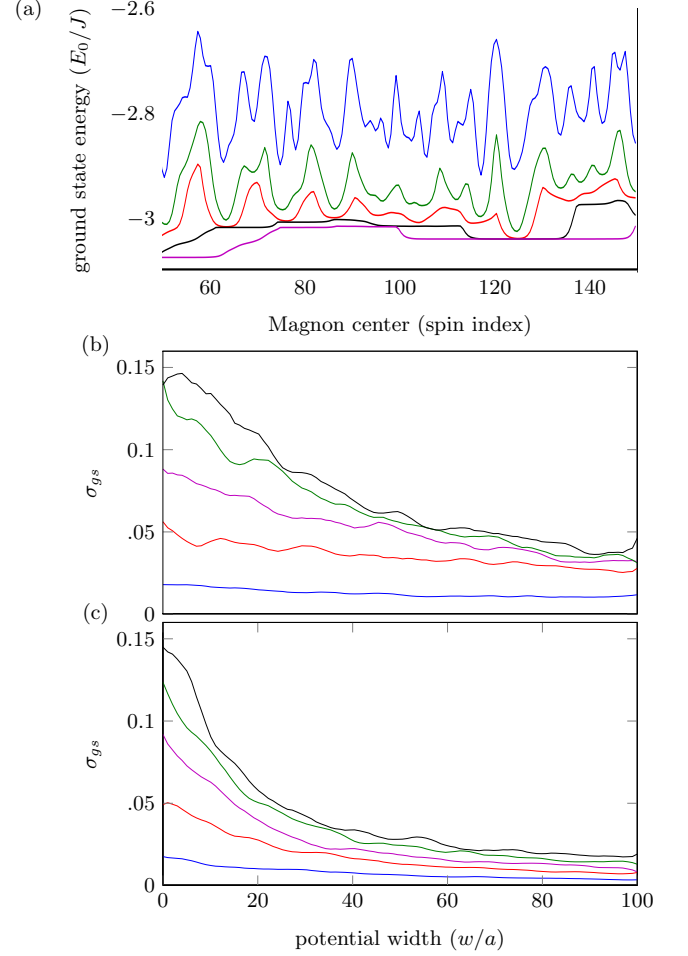 (a)
ground state energy (E₀/J)
−2.6
−2.8
−3
60 80 100 120 140
Magnon center (spin index)
(b)
σgs
0.15
0.1
.05
0
(c)
σgs
0.15
0.1
.05
0
0 20 40 60 80 100
potential width (w/a)